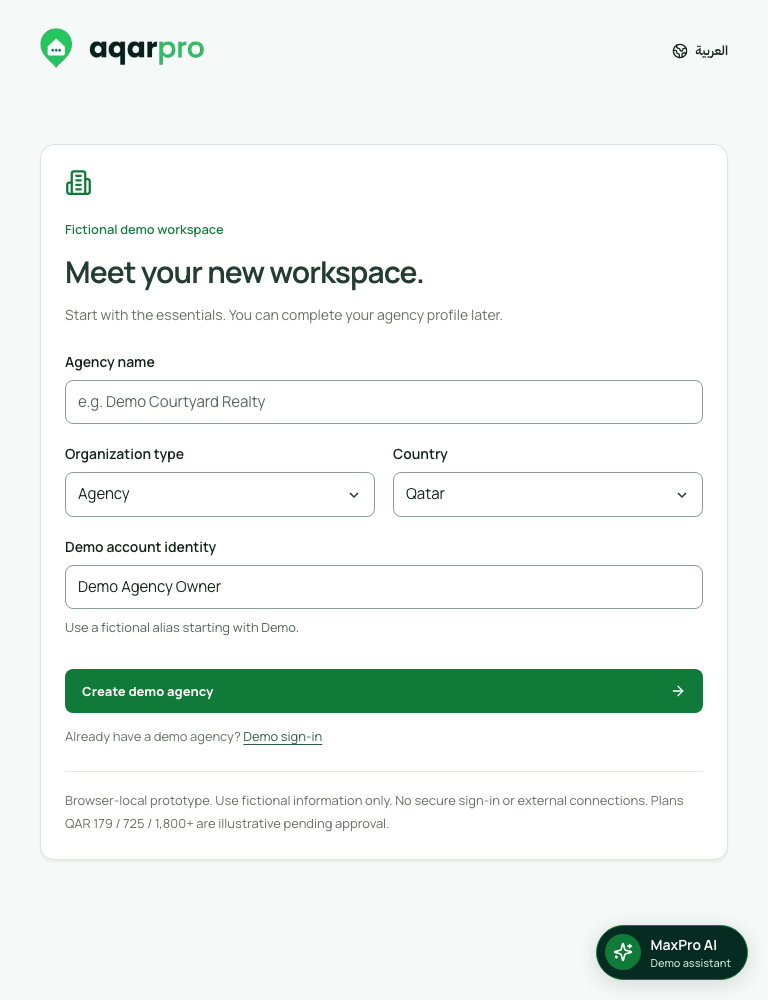 aqarpro
العربية
Fictional demo workspace
Meet your new workspace.
Start with the essentials. You can complete your agency profile later.
Agency name
e.g. Demo Courtyard Realty
Organization type
Country
Agency
Qatar
Demo account identity
Demo Agency Owner
Use a fictional alias starting with Demo.
Create demo agency
Already have a demo agency? Demo sign-in
Browser-local prototype. Use fictional information only. No secure sign-in or external connections. Plans
QAR 179 / 725 / 1,800+ are illustrative pending approval.
MaxPro AI
Demo assistant